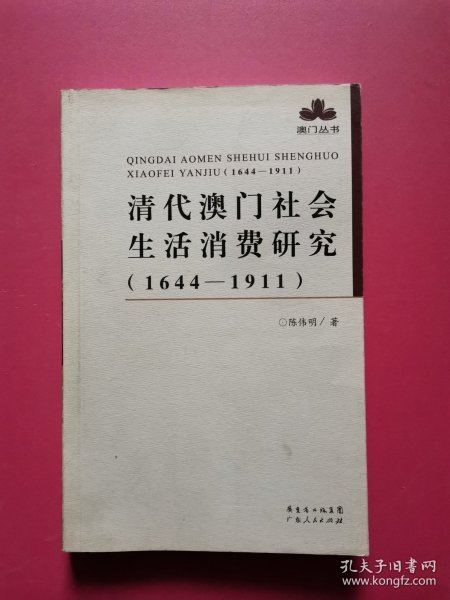 澳门丛书
QINGDAI AOMEN SHEHUI SHENGHUO
XIAOFEI YANJIU(1644—1911)
清代澳门社会
生活消费研究
(1644—1911)
⊙陈伟明/著
广东省出版集团
广东人民出版社
孔夫子旧书网
www.kongfz.com